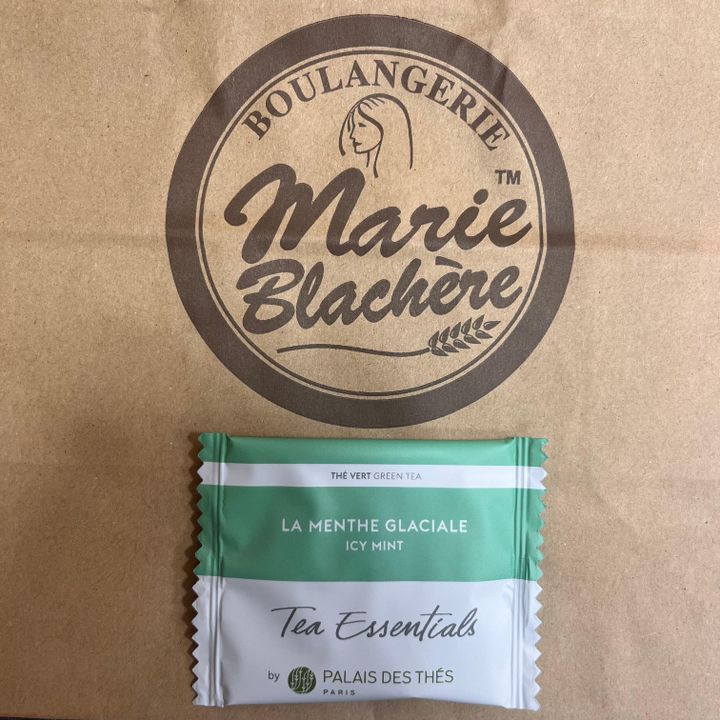 BOULANGERIE
Marie TM
Blachère
THÉ VERT GREEN TEA
LA MENTHE GLACIALE
ICY MINT
Tea Essentials
by PALAIS DES THÉS
PARIS